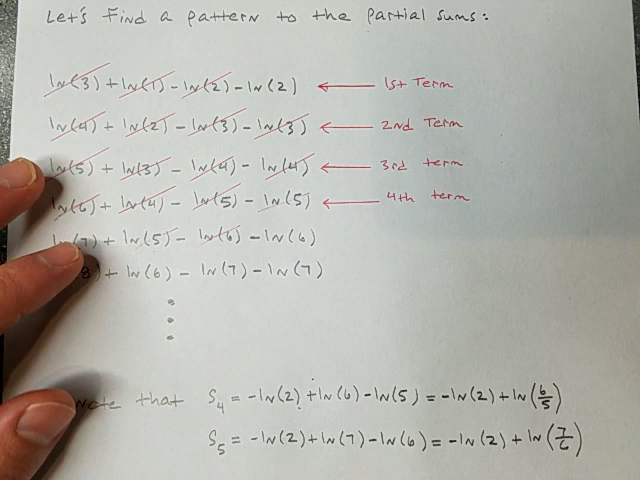 Let's find a pattern to the partial sums:
ln(3) + ln(1) - ln(2) - ln(2) ← 1st Term
ln(4) + ln(2) - ln(3) - ln(3) ← 2nd Term
ln(5) + ln(3) - ln(4) - ln(4) ← 3rd term
ln(6) + ln(4) - ln(5) - ln(5) ← 4th term
ln(7) + ln(5) - ln(6) - ln(6)
8) + ln(6) - ln(7) - ln(7)
⋮
Note that S₄ = -ln(2) + ln(6) - ln(5) = -ln(2) + ln(6/5)
S₅ = -ln(2) + ln(7) - ln(6) = -ln(2) + ln(7/6)